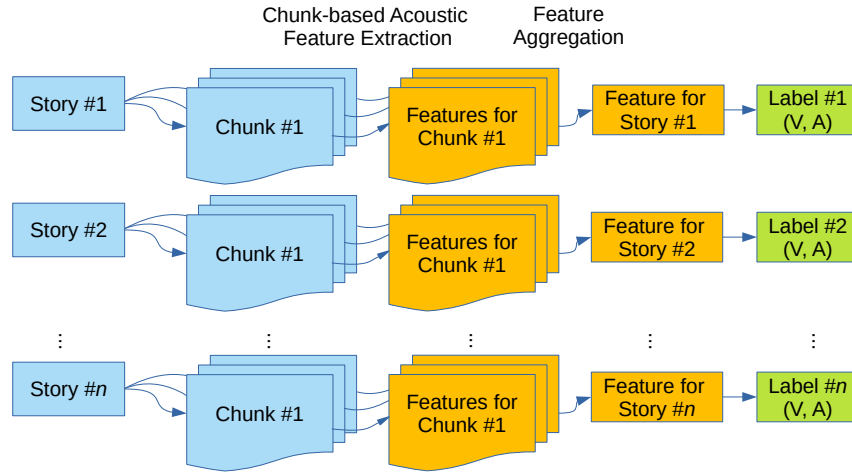 Chunk-based Acoustic
Feature Extraction
Feature
Aggregation
Story #1
Chunk #1
Features for
Chunk #1
Feature for
Story #1
Label #1
(V, A)
Story #2
Chunk #1
Features for
Chunk #1
Feature for
Story #2
Label #2
(V, A)
...
...
...
...
...
Story #n
Chunk #1
Features for
Chunk #1
Feature for
Story #n
Label #n
(V, A)